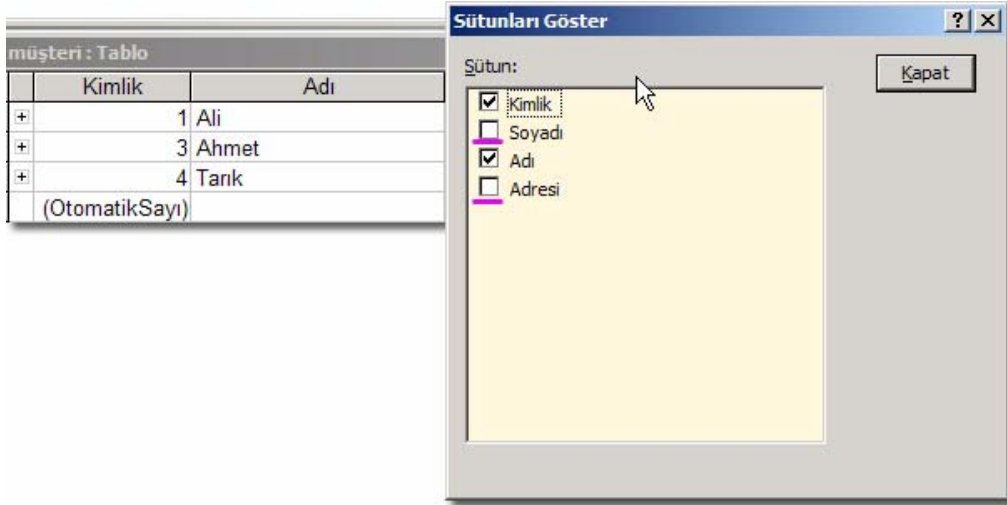 müşteri : Tablo
Kimlik Adı
1 Ali
3 Ahmet
4 Tarık
(OtomatikSayı)
Sütunları Göster
Sütun:
Kapat
Kimlik
Soyadı
Adı
Adresi